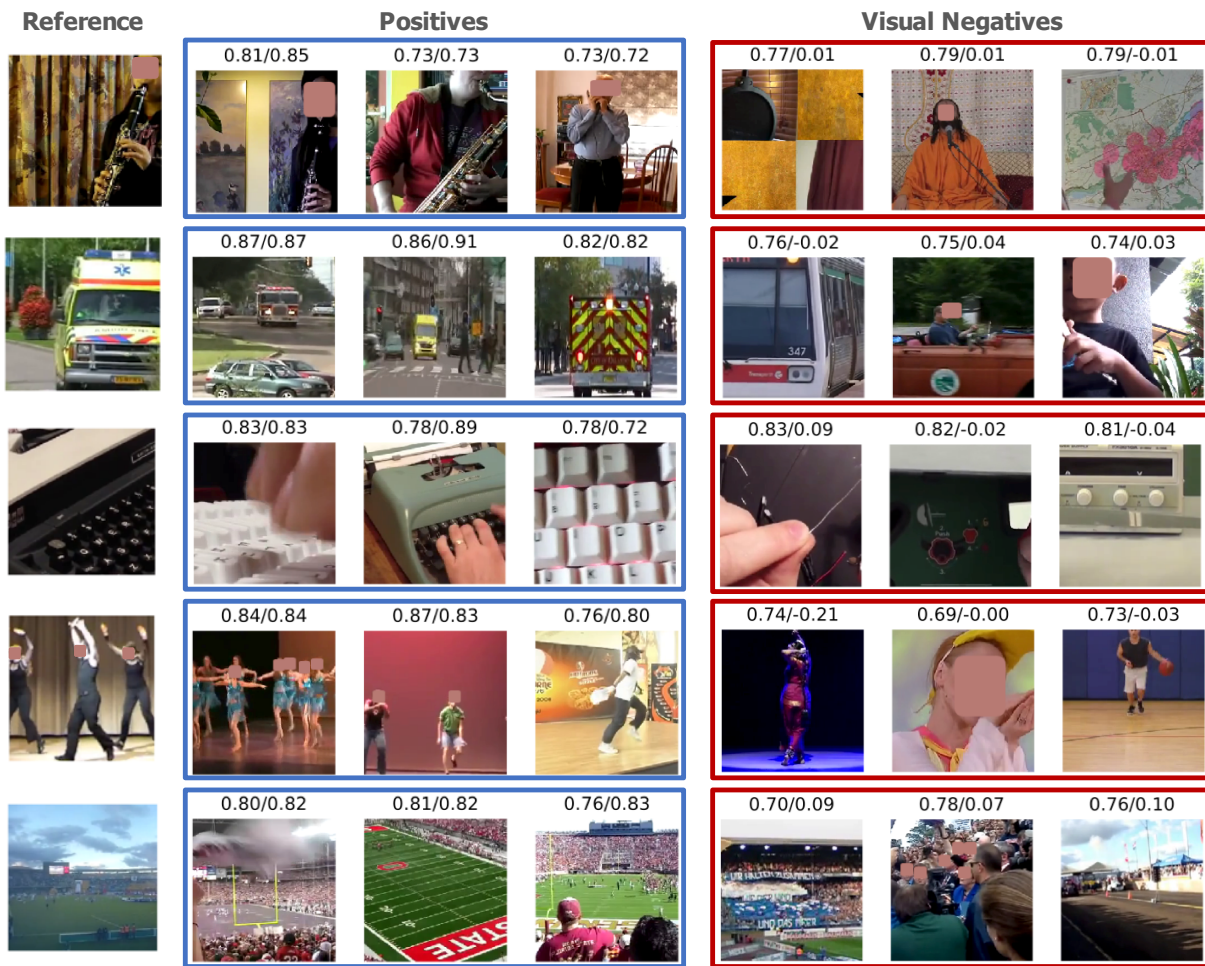 Reference Positives Visual Negatives
0.81/0.85 0.73/0.73 0.73/0.72 0.77/0.01 0.79/0.01 0.79/-0.01
0.87/0.87 0.86/0.91 0.82/0.82 0.76/-0.02 0.75/0.04 0.74/0.03
347
0.83/0.83 0.78/0.89 0.78/0.72 0.83/0.09 0.82/-0.02 0.81/-0.04
0.84/0.84 0.87/0.83 0.76/0.80 0.74/-0.21 0.69/-0.00 0.73/-0.03
0.80/0.82 0.81/0.82 0.76/0.83 0.70/0.09 0.78/0.07 0.76/0.10
STATE
UND DAS MEER